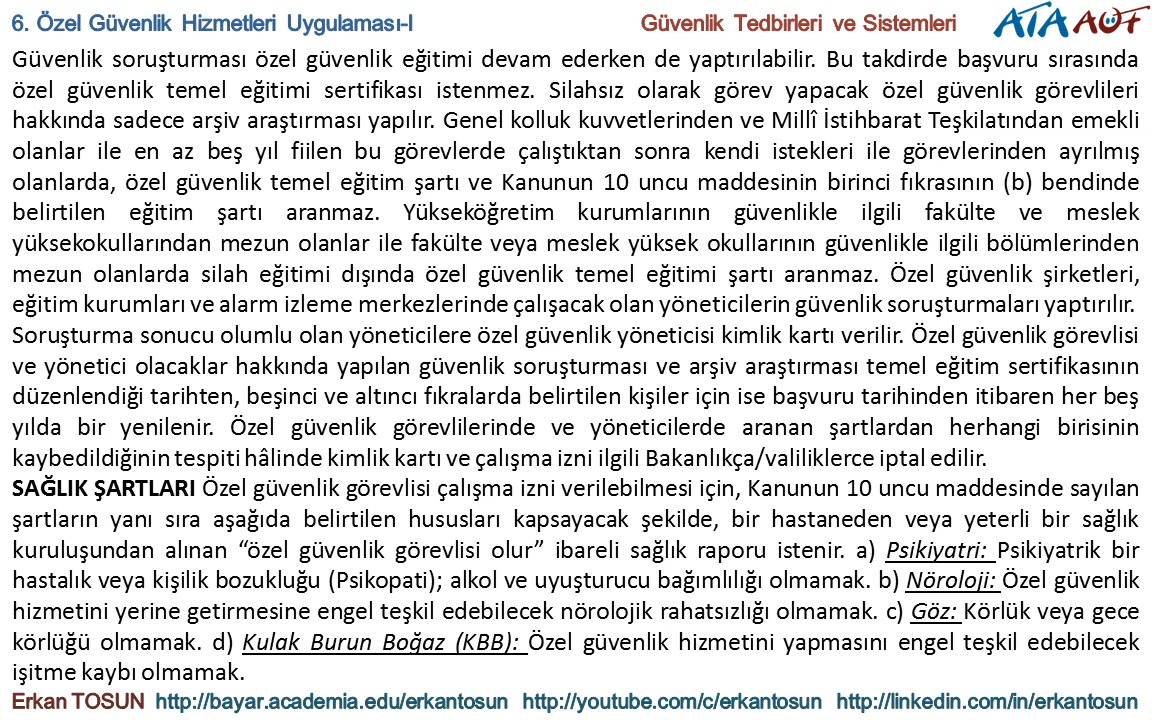 6. Özel Güvenlik Hizmetleri Uygulaması-I Güvenlik Tedbirleri ve Sistemleri ATA AÖF
Güvenlik soruşturması özel güvenlik eğitimi devam ederken de yaptırılabilir. Bu takdirde başvuru sırasında
özel güvenlik temel eğitimi sertifikası istenmez. Silahsız olarak görev yapacak özel güvenlik görevlileri
hakkında sadece arşiv araştırması yapılır. Genel kolluk kuvvetlerinden ve Millî İstihbarat Teşkilatından emekli
olanlar ile en az beş yıl fiilen bu görevlerde çalıştıktan sonra kendi istekleri ile görevlerinden ayrılmış
olanlarda, özel güvenlik temel eğitim şartı ve Kanunun 10 uncu maddesinin birinci fıkrasının (b) bendinde
belirtilen eğitim şartı aranmaz. Yükseköğretim kurumlarının güvenlikle ilgili fakülte ve meslek
yüksekokullarından mezun olanlar ile fakülte veya meslek yüksek okullarının güvenlikle ilgili bölümlerinden
mezun olanlarda silah eğitimi dışında özel güvenlik temel eğitimi şartı aranmaz. Özel güvenlik şirketleri,
eğitim kurumları ve alarm izleme merkezlerinde çalışacak olan yöneticilerin güvenlik soruşturmaları yaptırılır.
Soruşturma sonucu olumlu olan yöneticilere özel güvenlik yöneticisi kimlik kartı verilir. Özel güvenlik görevlisi
ve yönetici olacaklar hakkında yapılan güvenlik soruşturması ve arşiv araştırması temel eğitim sertifikasının
düzenlendiği tarihten, beşinci ve altıncı fıkralarda belirtilen kişiler için ise başvuru tarihinden itibaren her beş
yılda bir yenilenir. Özel güvenlik görevlilerinde ve yöneticilerde aranan şartlardan herhangi birisinin
kaybedildiğinin tespiti hâlinde kimlik kartı ve çalışma izni ilgili Bakanlıkça/valiliklerce iptal edilir.
SAĞLIK ŞARTLARI Özel güvenlik görevlisi çalışma izni verilebilmesi için, Kanunun 10 uncu maddesinde sayılan
şartların yanı sıra aşağıda belirtilen hususları kapsayacak şekilde, bir hastaneden veya yeterli bir sağlık
kuruluşundan alınan “özel güvenlik görevlisi olur” ibareli sağlık raporu istenir. a) Psikiyatri: Psikiyatrik bir
hastalık veya kişilik bozukluğu (Psikopati); alkol ve uyuşturucu bağımlılığı olmamak. b) Nöroloji: Özel güvenlik
hizmetini yerine getirmesine engel teşkil edebilecek nörolojik rahatsızlığı olmamak. c) Göz: Körlük veya gece
körlüğü olmamak. d) Kulak Burun Boğaz (KBB): Özel güvenlik hizmetini yapmasını engel teşkil edebilecek
işitme kaybı olmamak.
Erkan TOSUN http://bayar.academia.edu/erkantosun http://youtube.com/c/erkantosun http://linkedin.com/in/erkantosun